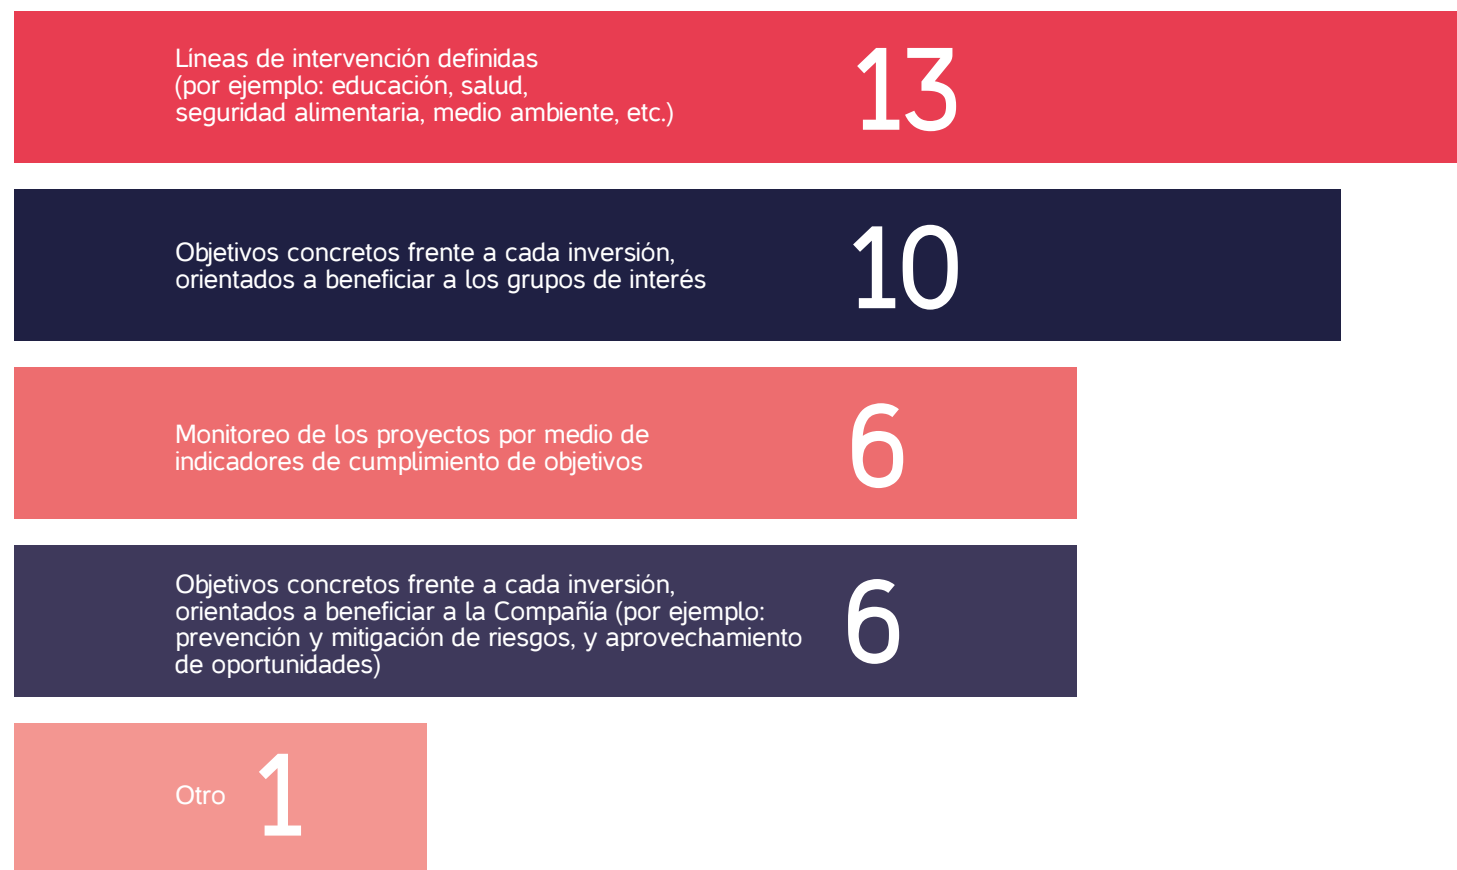 Líneas de intervención definidas
(por ejemplo: educación, salud,
seguridad alimentaria, medio ambiente, etc.)
13
Objetivos concretos frente a cada inversión,
orientados a beneficiar a los grupos de interés
10
Monitoreo de los proyectos por medio de
indicadores de cumplimiento de objetivos
6
Objetivos concretos frente a cada inversión,
orientados a beneficiar a la Compañía (por ejemplo:
prevención y mitigación de riesgos, y aprovechamiento
de oportunidades)
6
Otro
1